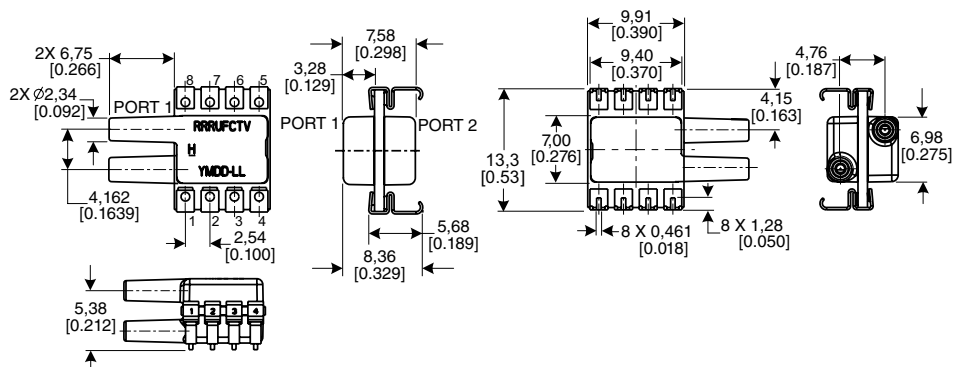 2X 6,75
[0.266]
2X Ø2,34
[0.092]
PORT 1
8 7 6 5
RRRUFCTV
H
YMDD-LL
1 2 3 4
4,162
[0.1639]
2,54
[0.100]
7,58
[0.298]
3,28
[0.129]
PORT 1
PORT 2
5,68
[0.189]
8,36
[0.329]
9,91
[0.390]
9,40
[0.370]
4,15
[0.163]
7,00
[0.276]
13,3
[0.53]
8 X 0,461
[0.018]
8 X 1,28
[0.050]
4,76
[0.187]
6,98
[0.275]
5,38
[0.212]
1 2 3 4